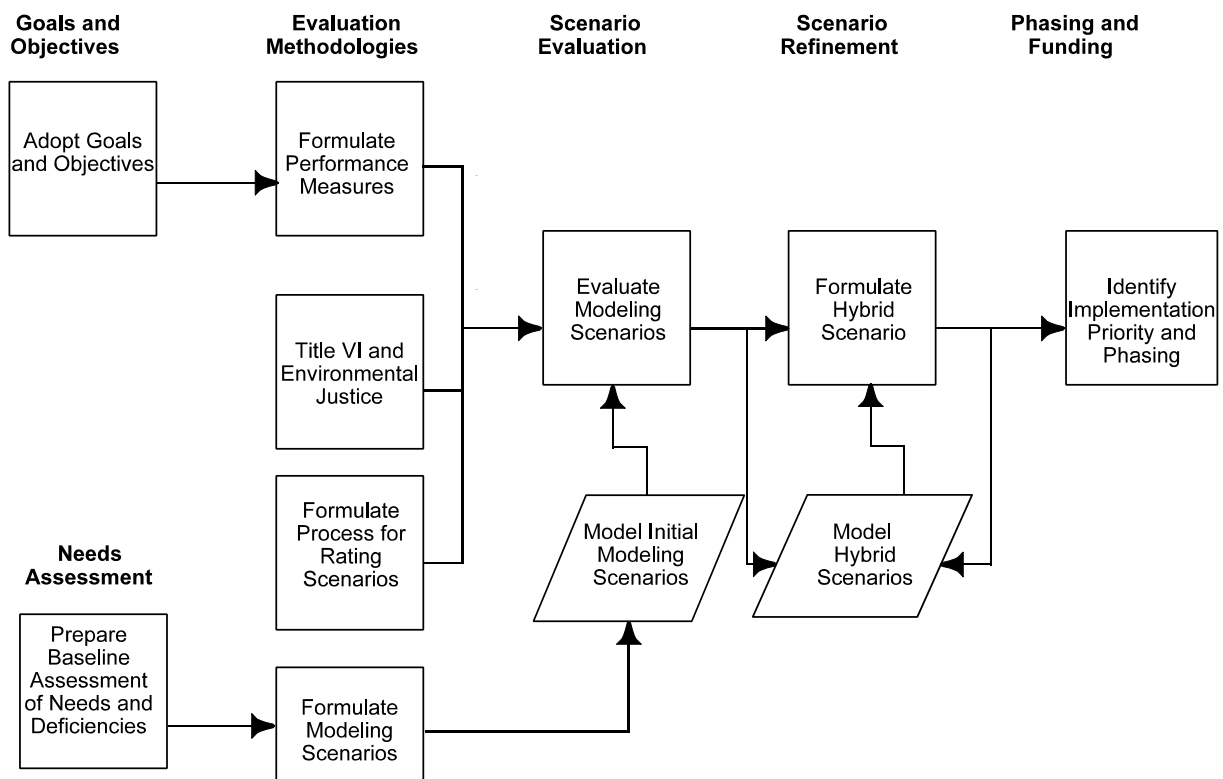 Goals and
Objectives
Evaluation
Methodologies
Scenario
Evaluation
Scenario
Refinement
Phasing and
Funding
Adopt Goals
and Objectives
Formulate
Performance
Measures
Title VI and
Environmental
Justice
Formulate
Process for
Rating
Scenarios
Evaluate
Modeling
Scenarios
Formulate
Hybrid
Scenario
Identify
Implementation
Priority and
Phasing
Model Initial
Modeling
Scenarios
Model
Hybrid
Scenarios
Needs
Assessment
Prepare
Baseline
Assessment
of Needs and
Deficiencies
Formulate
Modeling
Scenarios